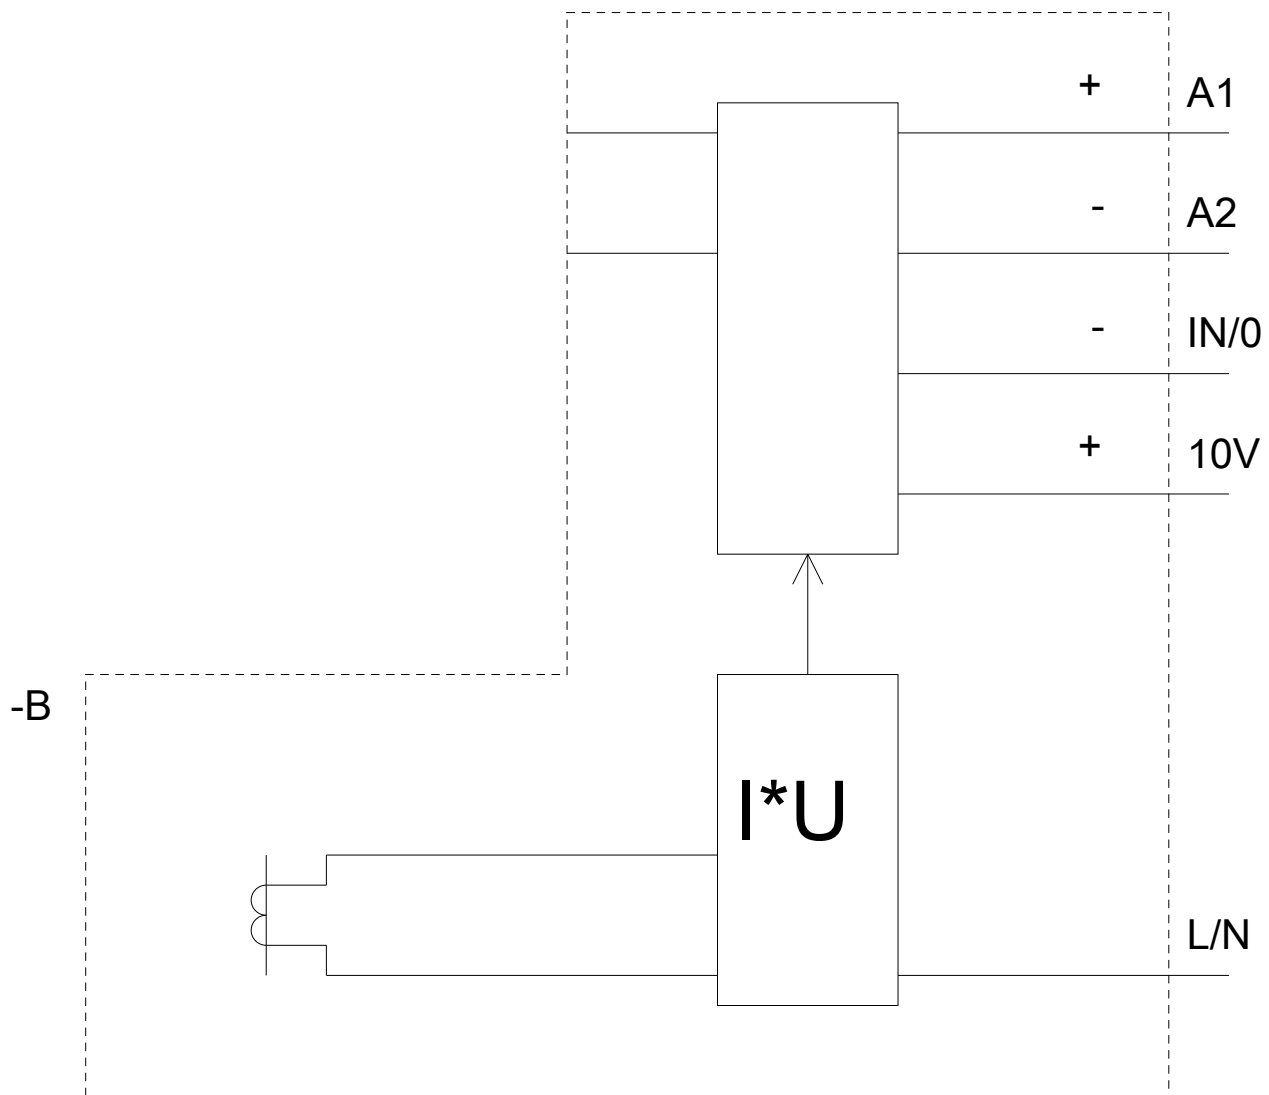 + A1
- A2
- IN/0
+ 10V
-B
I*U
L/N